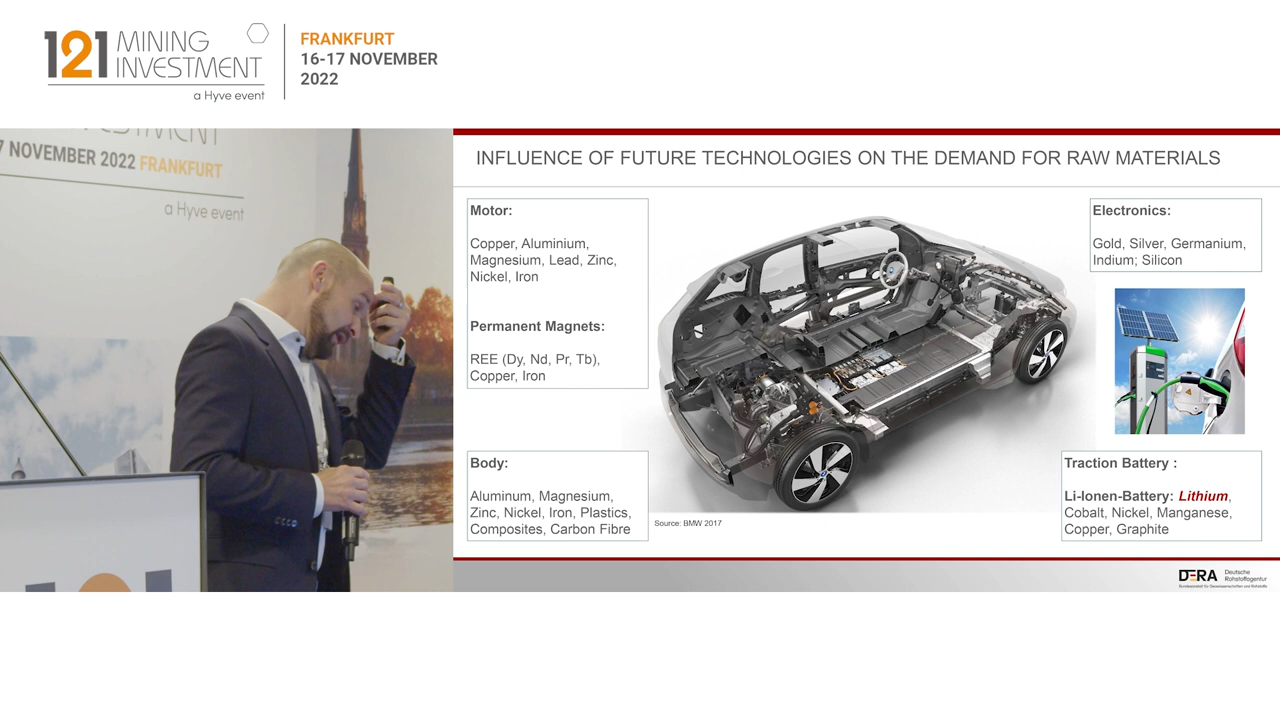 121 MINING
INVESTMENT
a Hyve event
FRANKFURT
16-17 NOVEMBER
2022
7 NOVEMBER 2022 FRANKFURT
a Hyve event
INFLUENCE OF FUTURE TECHNOLOGIES ON THE DEMAND FOR RAW MATERIALS
Motor:
Copper, Aluminium,
Magnesium, Lead, Zinc,
Nickel, Iron
Permanent Magnets:
REE (Dy, Nd, Pr, Tb),
Copper, Iron
Body:
Aluminum, Magnesium,
Zinc, Nickel, Iron, Plastics,
Composites, Carbon Fibre
Source: BMW 2017
Electronics:
Gold, Silver, Germanium,
Indium; Silicon
Traction Battery :
Li-Ionen-Battery: Lithium,
Cobalt, Nickel, Manganese,
Copper, Graphite
DERA Deutsche
Rohstoffagentur